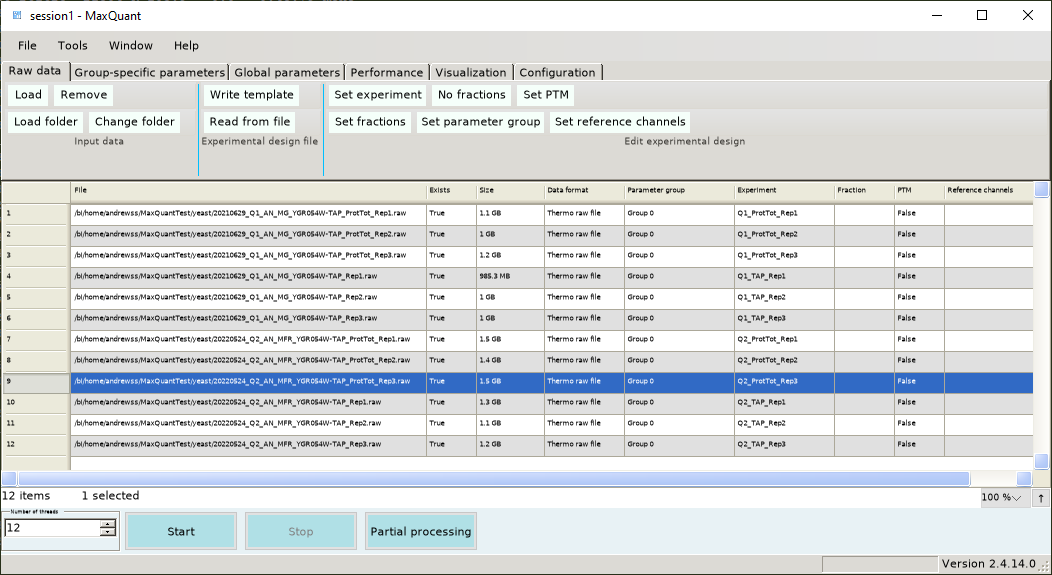 session1 - MaxQuant
File Tools Window Help
Raw data Group-specific parameters Global parameters Performance Visualization Configuration
Load Remove Write template Set experiment No fractions Set PTM
Load folder Change folder Read from file Set fractions Set parameter group Set reference channels
Input data Experimental design file Edit experimental design
File Exists Size Data format Parameter group Experiment Fraction PTM Reference channels
1 /bi/home/andrewss/MaxQuantTest/yeast/20210629_Q1_AN_MG_YGR054W-TAP_ProtTot_Rep1.raw True 1.1 GB Thermo raw file Group 0 Q1_ProtTot_Rep1 False
2 /bi/home/andrewss/MaxQuantTest/yeast/20210629_Q1_AN_MG_YGR054W-TAP_ProtTot_Rep2.raw True 1 GB Thermo raw file Group 0 Q1_ProtTot_Rep2 False
3 /bi/home/andrewss/MaxQuantTest/yeast/20210629_Q1_AN_MG_YGR054W-TAP_ProtTot_Rep3.raw True 1.2 GB Thermo raw file Group 0 Q1_ProtTot_Rep3 False
4 /bi/home/andrewss/MaxQuantTest/yeast/20210629_Q1_AN_MG_YGR054W-TAP_Rep1.raw True 985.3 MB Thermo raw file Group 0 Q1_TAP_Rep1 False
5 /bi/home/andrewss/MaxQuantTest/yeast/20210629_Q1_AN_MG_YGR054W-TAP_Rep2.raw True 1 GB Thermo raw file Group 0 Q1_TAP_Rep2 False
6 /bi/home/andrewss/MaxQuantTest/yeast/20210629_Q1_AN_MG_YGR054W-TAP_Rep3.raw True 1 GB Thermo raw file Group 0 Q1_TAP_Rep3 False
7 /bi/home/andrewss/MaxQuantTest/yeast/20220524_Q2_AN_MFR_YGR054W-TAP_ProtTot_Rep1.raw True 1.5 GB Thermo raw file Group 0 Q2_ProtTot_Rep1 False
8 /bi/home/andrewss/MaxQuantTest/yeast/20220524_Q2_AN_MFR_YGR054W-TAP_ProtTot_Rep2.raw True 1.4 GB Thermo raw file Group 0 Q2_ProtTot_Rep2 False
9 /bi/home/andrewss/MaxQuantTest/yeast/20220524_Q2_AN_MFR_YGR054W-TAP_ProtTot_Rep3.raw True 1.5 GB Thermo raw file Group 0 Q2_ProtTot_Rep3 False
10 /bi/home/andrewss/MaxQuantTest/yeast/20220524_Q2_AN_MFR_YGR054W-TAP_Rep1.raw True 1.3 GB Thermo raw file Group 0 Q2_TAP_Rep1 False
11 /bi/home/andrewss/MaxQuantTest/yeast/20220524_Q2_AN_MFR_YGR054W-TAP_Rep2.raw True 1.1 GB Thermo raw file Group 0 Q2_TAP_Rep2 False
12 /bi/home/andrewss/MaxQuantTest/yeast/20220524_Q2_AN_MFR_YGR054W-TAP_Rep3.raw True 1.2 GB Thermo raw file Group 0 Q2_TAP_Rep3 False
12 items 1 selected 100 %
Number of threads
12 Start Stop Partial processing
Version 2.4.14.0